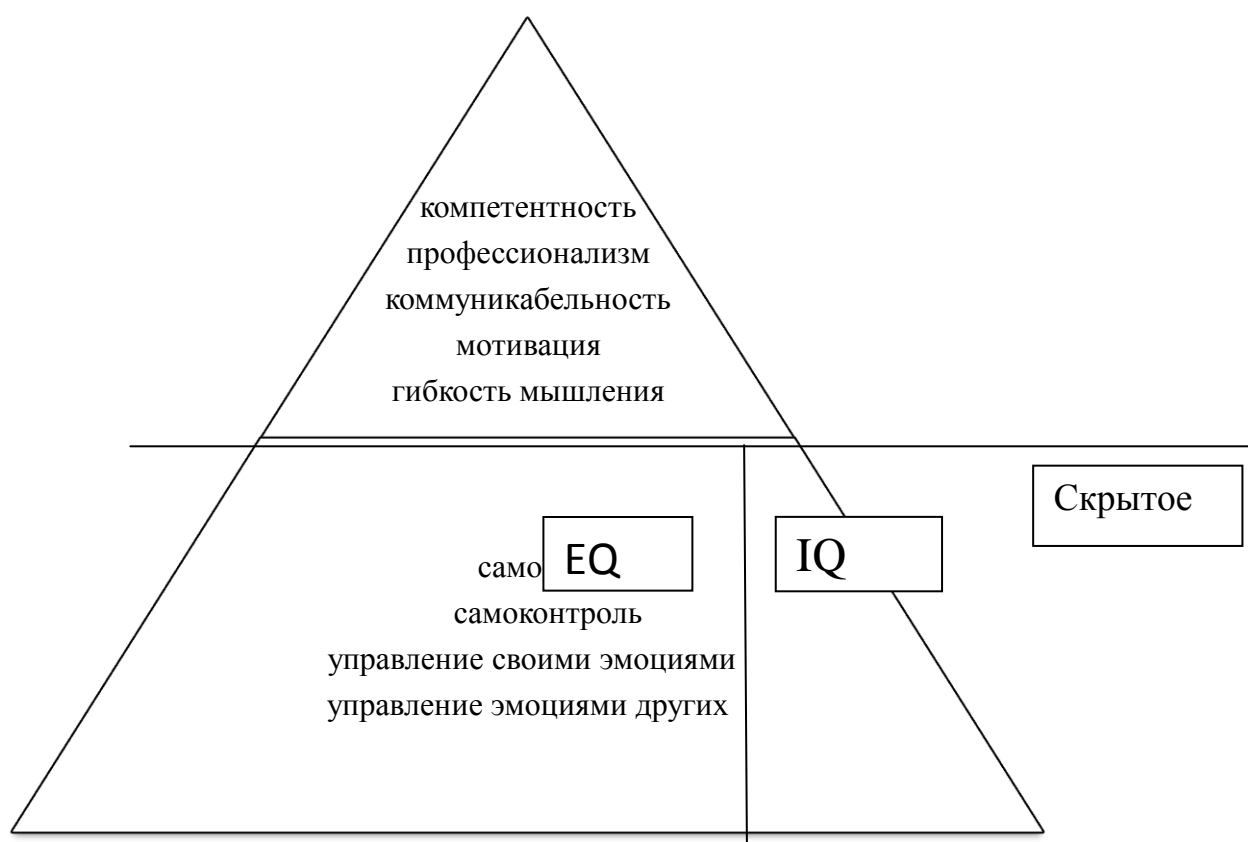 компетентность
профессионализм
коммуникабельность
мотивация
гибкость мышления
Скрытое
EQ
IQ
само
самоконтроль
управление своими эмоциями
управление эмоциями других